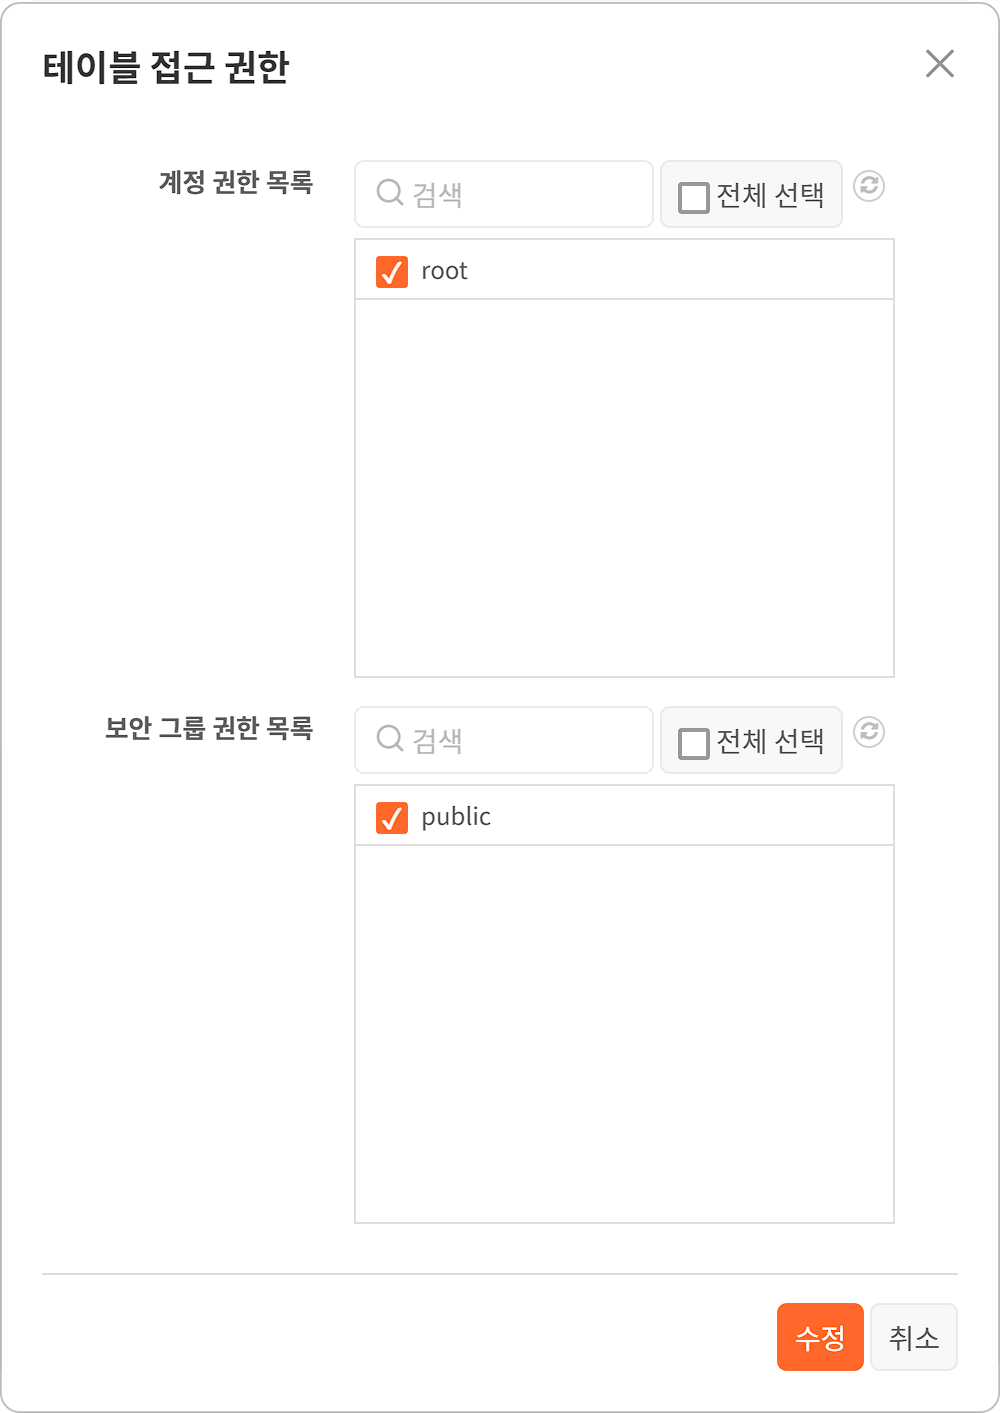 테이블 접근 권한
계정 권한 목록
검색
전체 선택
root
보안 그룹 권한 목록
검색
전체 선택
public
수정
취소